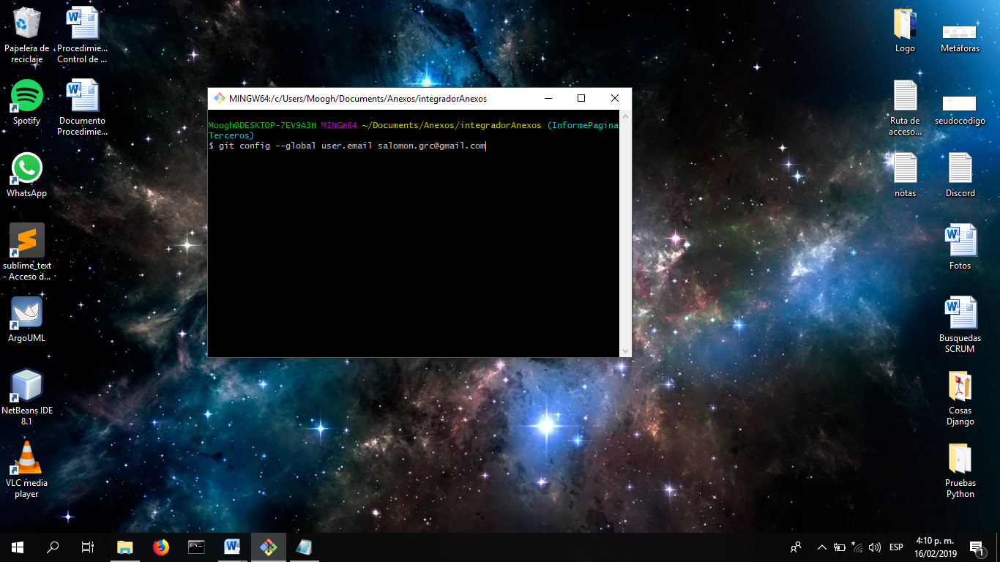 Papelera de
reciclaje
Procedimie...
Control de ...
Spotify
Documento
Procedimie...
WhatsApp
sublime_text
- Acceso d...
ArgoUML
NetBeans IDE
8.1
VLC media
player
MINGW64:/c/Users/Moogh/Documents/Anexos/integradorAnexos
Moogh@DESKTOP-7EV9A3H MINGW64 ~/Documents/Anexos/integradorAnexos (InformePagina
Terceros)
$ git config --global user.email salomon.grc@gmail.com
Logo
Metáforas
Ruta de
acceso...
seudocodigo
notas
Discord
Fotos
Busquedas
SCRUM
Cosas
Django
Pruebas
Python
ESP
4:10 p. m.
16/02/2019
1